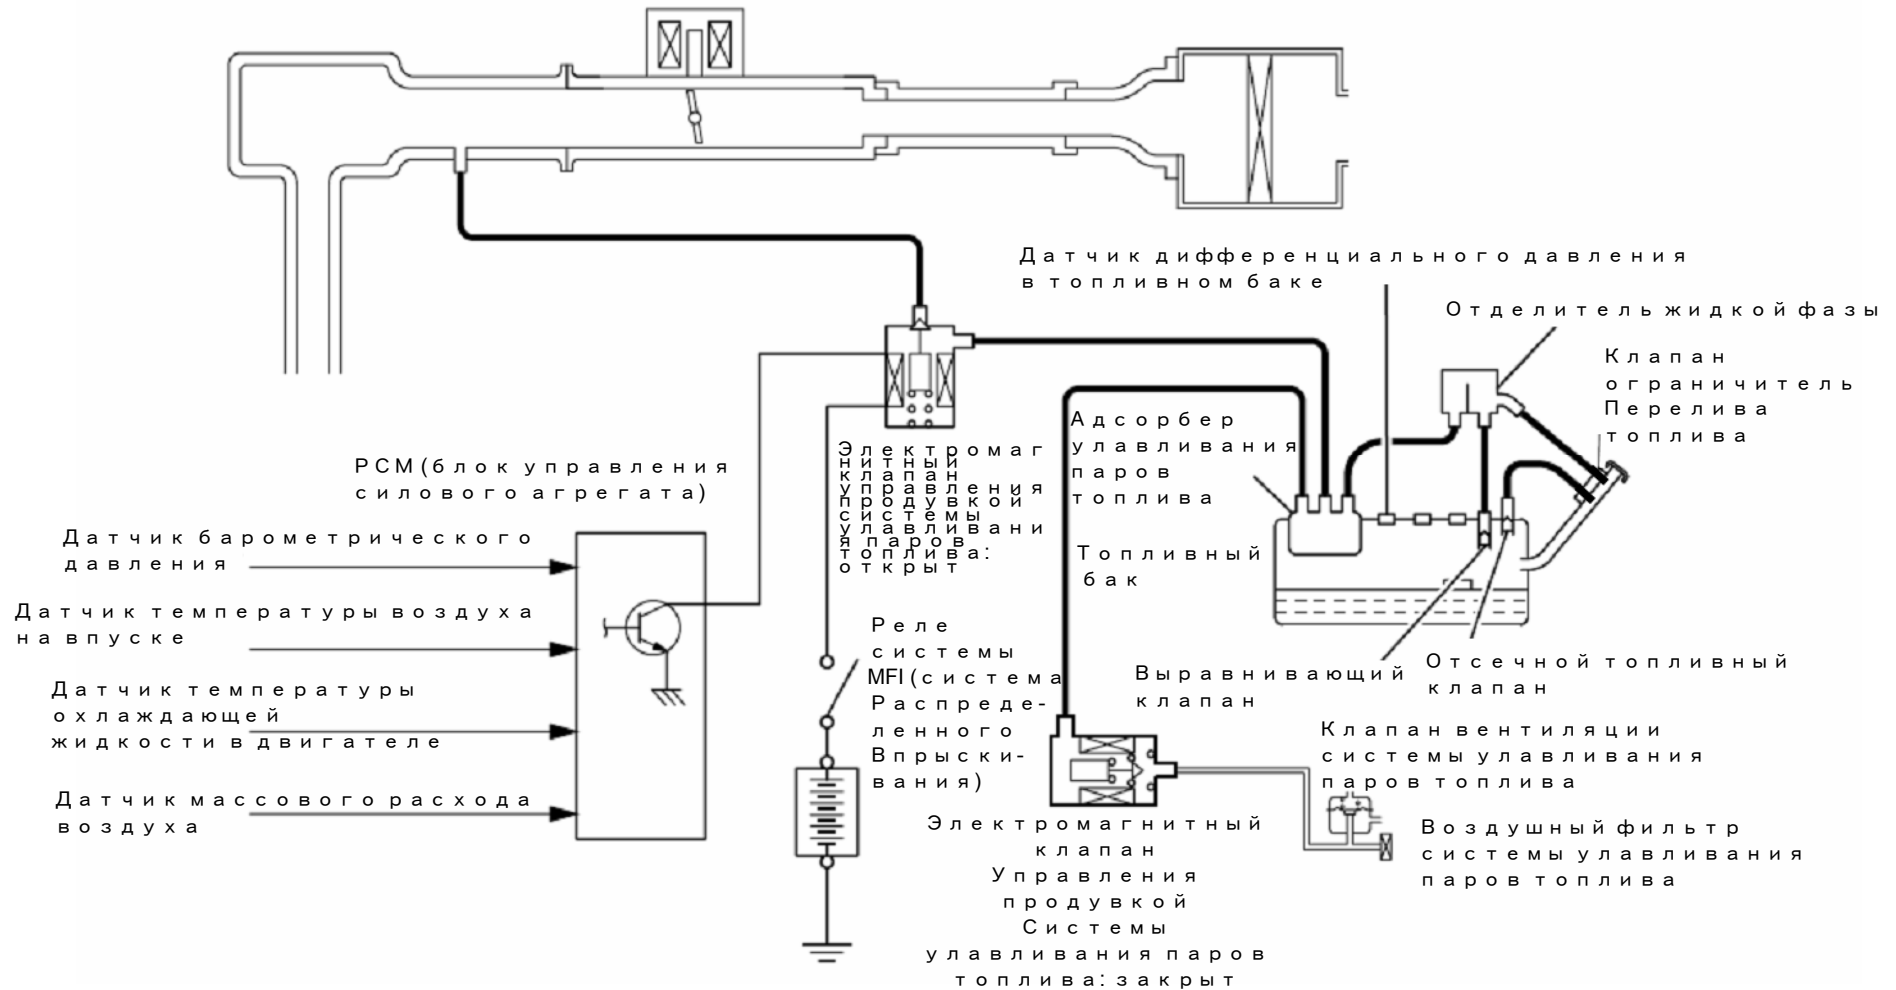 Датчик дифференциального давления
в топливном баке
Отделитель жидкой фазы
Клапан
ограничитель
Перелива
топлива
Адсорбер
улавливания
паров
топлива
Электромаг
нитный
клапан
управления
продувкой
системы
улавливани
я паров
топлива:
открыт
РСМ (блок управления
силового агрегата)
Датчик барометрического
давления
Датчик температуры воздуха
на впуске
Датчик температуры
охлаждающей
жидкости в двигателе
Датчик массового расхода
воздуха
Топливный
бак
Реле
системы
MFI (система
Распреде-
ленного
Впрыски-
вания)
Выравнивающий
клапан
Отсечной топливный
клапан
Клапан вентиляции
системы улавливания
паров топлива
Электромагнитный
клапан
Управления
продувкой
Системы
улавливания паров
топлива: закрыт
Воздушный фильтр
системы улавливания
паров топлива